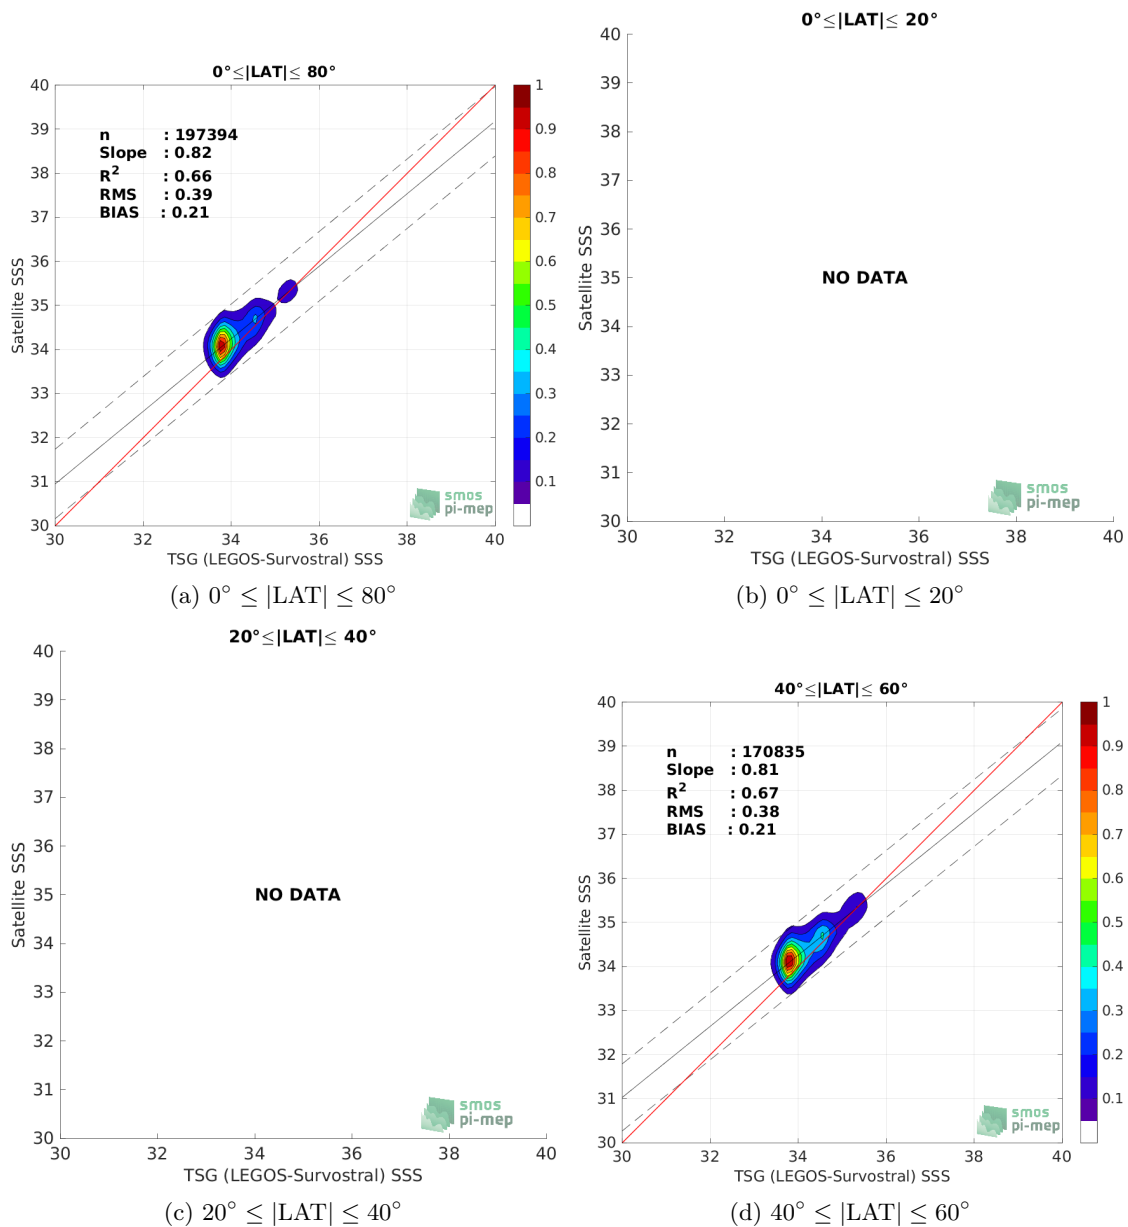 0°≤|LAT|≤ 80°
n : 197394
Slope : 0.82
R² : 0.66
RMS : 0.39
BIAS : 0.21
40
39
38
37
36
35
34
33
32
31
30
Satellite SSS
30 32 34 36 38 40
TSG (LEGOS-Survostral) SSS
1
0.9
0.8
0.7
0.6
0.5
0.4
0.3
0.2
0.1
smos
pi-mep
(a) 0° ≤ |LAT| ≤ 80°
0°≤|LAT|≤ 20°
40
39
38
37
36
35
34
33
32
31
30
Satellite SSS
NO DATA
smos
pi-mep
30 32 34 36 38 40
TSG (LEGOS-Survostral) SSS
(b) 0° ≤ |LAT| ≤ 20°
20°≤|LAT|≤ 40°
40
39
38
37
36
35
34
33
32
31
30
Satellite SSS
NO DATA
smos
pi-mep
30 32 34 36 38 40
TSG (LEGOS-Survostral) SSS
(c) 20° ≤ |LAT| ≤ 40°
40°≤|LAT|≤ 60°
n : 170835
Slope : 0.81
R² : 0.67
RMS : 0.38
BIAS : 0.21
40
39
38
37
36
35
34
33
32
31
30
Satellite SSS
30 32 34 36 38 40
TSG (LEGOS-Survostral) SSS
1
0.9
0.8
0.7
0.6
0.5
0.4
0.3
0.2
0.1
smos
pi-mep
(d) 40° ≤ |LAT| ≤ 60°